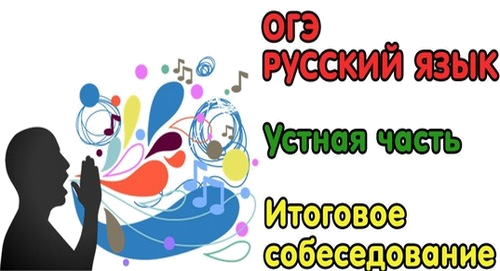 ОГЭ
РУССКИЙ ЯЗЫК
Устная часть
Итоговое
собеседование